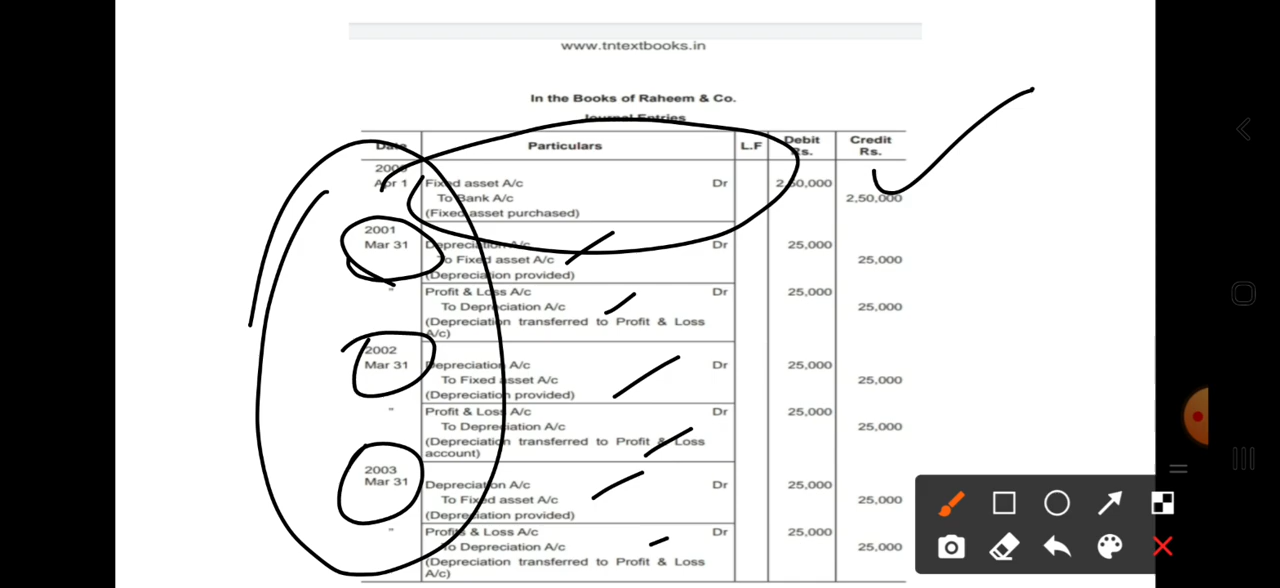 www.tntextbooks.in
In the Books of Raheem & Co.
Journal Entries
Date Particulars L.F Debit Rs. Credit Rs.
2000
Apr 1 Fixed asset A/c Dr 2,50,000
To Bank A/c 2,50,000
(Fixed asset purchased)
2001
Mar 31 Depreciation A/c Dr 25,000
To Fixed asset A/c 25,000
(Depreciation provided)
" Profit & Loss A/c Dr 25,000
To Depreciation A/c 25,000
(Depreciation transferred to Profit & Loss
A/c)
2002
Mar 31 Depreciation A/c Dr 25,000
To Fixed asset A/c 25,000
(Depreciation provided)
" Profit & Loss A/c Dr 25,000
To Depreciation A/c 25,000
(Depreciation transferred to Profit & Loss
account)
2003
Mar 31 Depreciation A/c Dr 25,000
To Fixed asset A/c 25,000
(Depreciation provided)
" Profits & Loss A/c Dr 25,000
To Depreciation A/c 25,000
(Depreciation transferred to Profit & Loss
A/c)